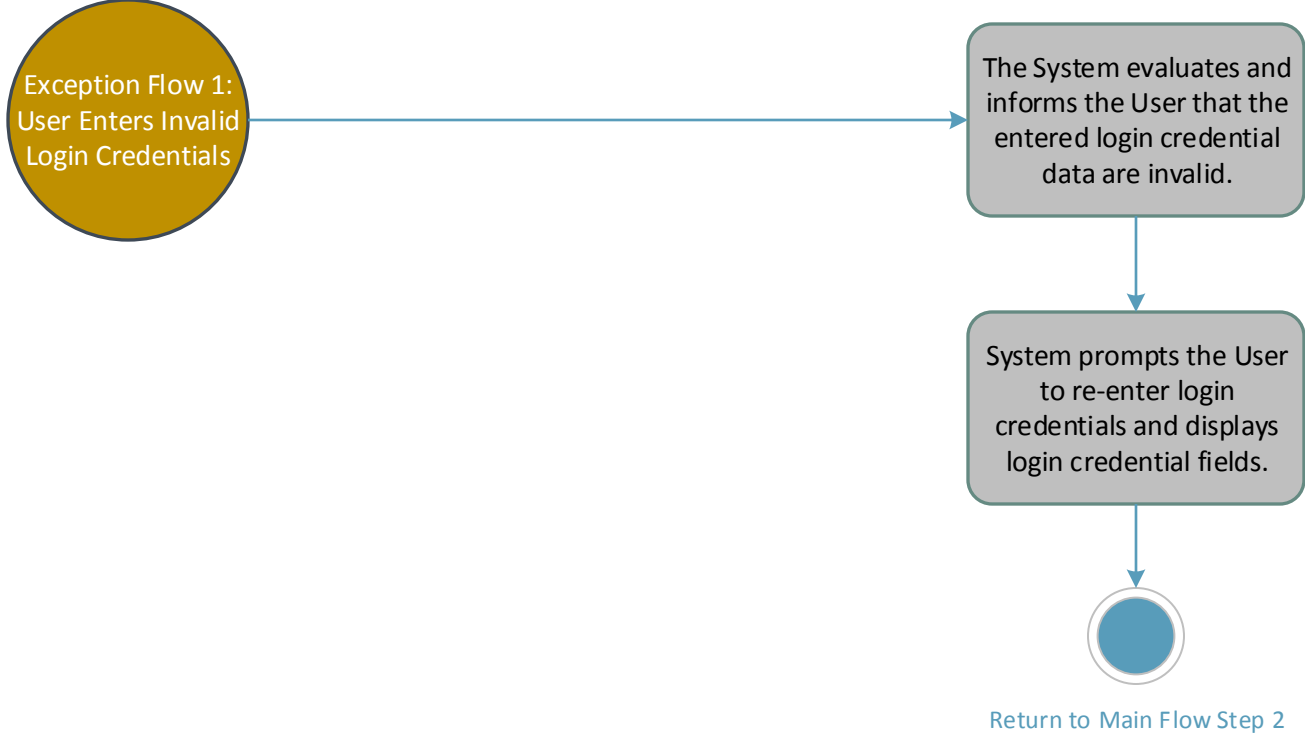 Exception Flow 1:
User Enters Invalid
Login Credentials
The System evaluates and
informs the User that the
entered login credential
data are invalid.
System prompts the User
to re-enter login
credentials and displays
login credential fields.
Return to Main Flow Step 2